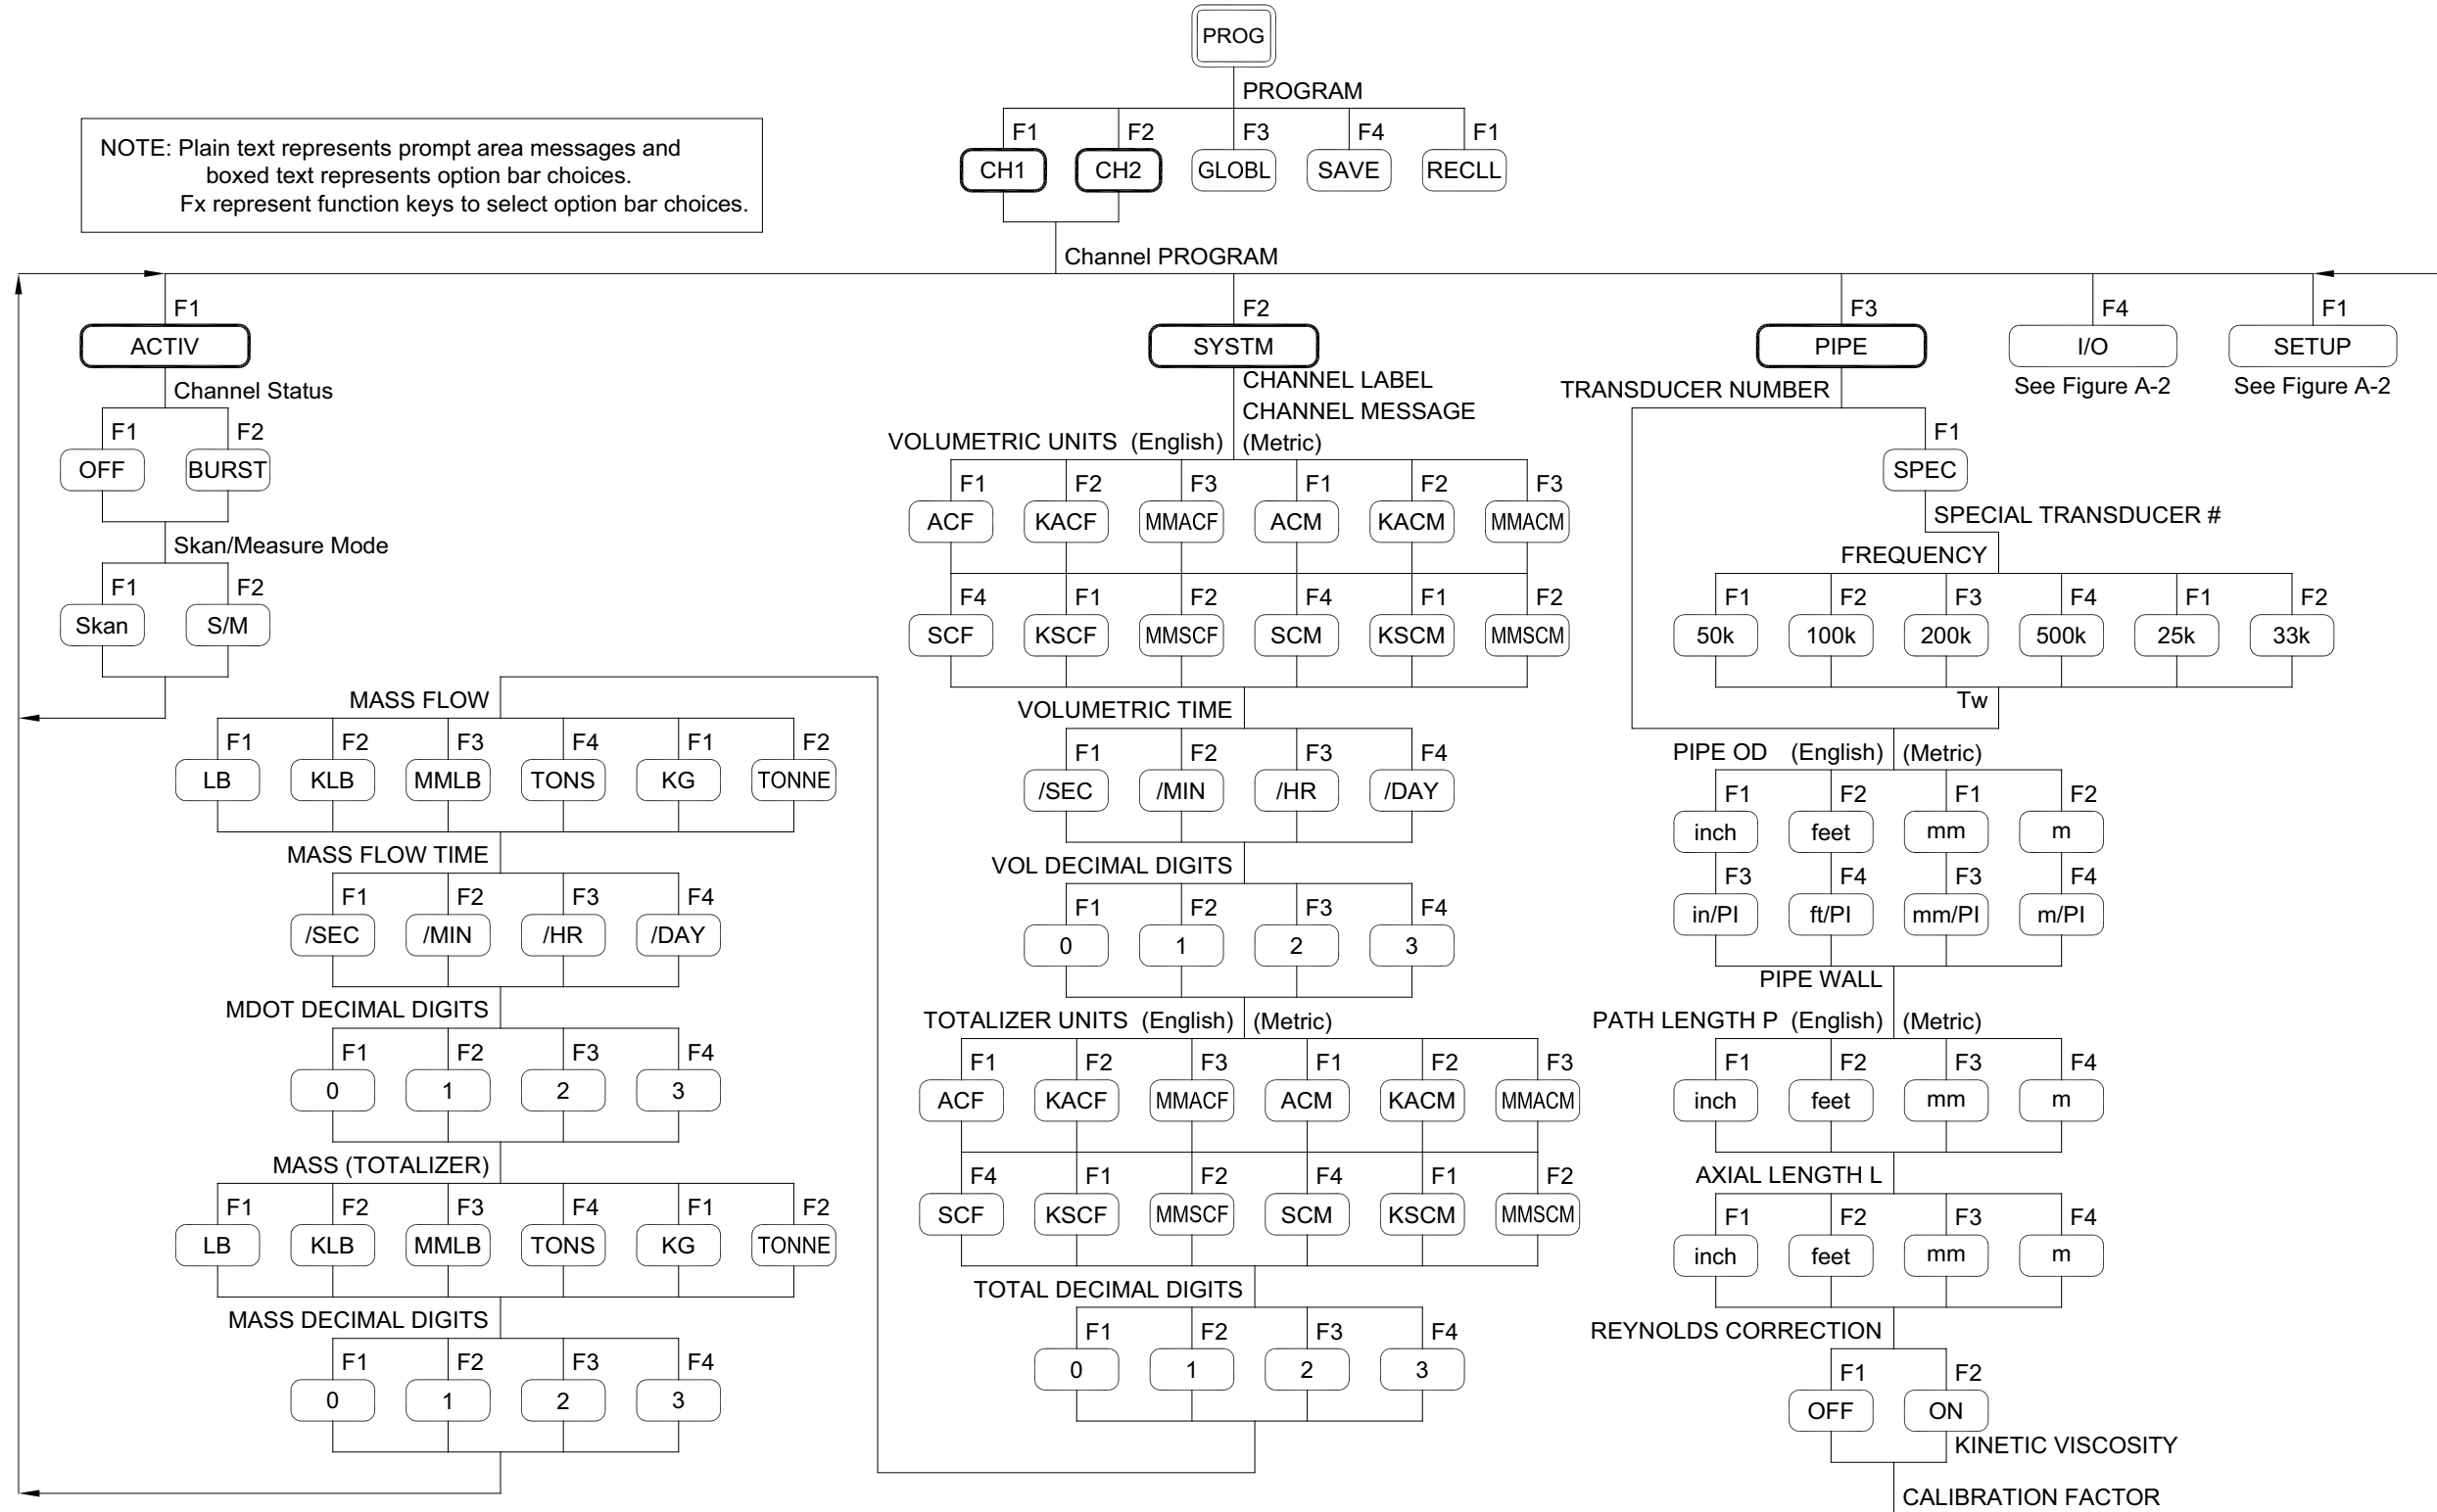 PROG
PROGRAM
F1 F2 F3 F4 F1
CH1 CH2 GLOBL SAVE RECLL
NOTE: Plain text represents prompt area messages and
boxed text represents option bar choices.
Fx represent function keys to select option bar choices.
Channel PROGRAM
F1 F2 F3 F4 F1
ACTIV SYSTM PIPE I/O SETUP
See Figure A-2 See Figure A-2
Channel Status
F1 F2
OFF BURST
Skan/Measure Mode
F1 F2
Skan S/M
MASS FLOW
F1 F2 F3 F4 F1 F2
LB KLB MMLB TONS KG TONNE
MASS FLOW TIME
F1 F2 F3 F4
/SEC /MIN /HR /DAY
MDOT DECIMAL DIGITS
F1 F2 F3 F4
0 1 2 3
MASS (TOTALIZER)
F1 F2 F3 F4 F1 F2
LB KLB MMLB TONS KG TONNE
MASS DECIMAL DIGITS
F1 F2 F3 F4
0 1 2 3
CHANNEL LABEL
CHANNEL MESSAGE
VOLUMETRIC UNITS (English) (Metric)
F1 F2 F3 F1 F2 F3
ACF KACF MMACF ACM KACM MMACM
F4 F1 F2 F4 F1 F2
SCF KSCF MMSCF SCM KSCM MMSCM
VOLUMETRIC TIME
F1 F2 F3 F4
/SEC /MIN /HR /DAY
VOL DECIMAL DIGITS
F1 F2 F3 F4
0 1 2 3
TOTALIZER UNITS (English) (Metric)
F1 F2 F3 F1 F2 F3
ACF KACF MMACF ACM KACM MMACM
F4 F1 F2 F4 F1 F2
SCF KSCF MMSCF SCM KSCM MMSCM
TOTAL DECIMAL DIGITS
F1 F2 F3 F4
0 1 2 3
TRANSDUCER NUMBER
F1
SPEC
SPECIAL TRANSDUCER #
FREQUENCY
F1 F2 F3 F4 F1 F2
50k 100k 200k 500k 25k 33k
Tw
PIPE OD (English) (Metric)
F1 F2 F1 F2
inch feet mm m
F3 F4 F3 F4
in/PI ft/PI mm/PI m/PI
PIPE WALL
PATH LENGTH P (English) (Metric)
F1 F2 F3 F4
inch feet mm m
AXIAL LENGTH L
F1 F2 F3 F4
inch feet mm m
REYNOLDS CORRECTION
F1 F2
OFF ON
KINETIC VISCOSITY
CALIBRATION FACTOR